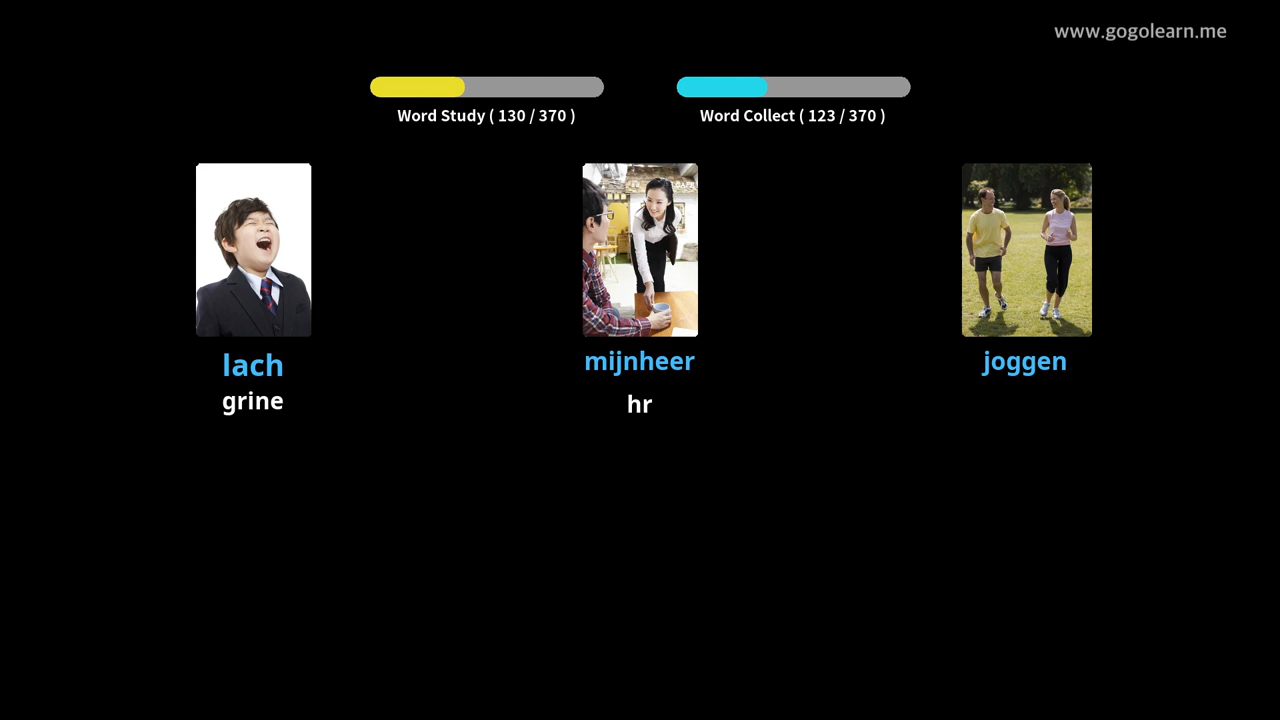 www.gogolearn.me
Word Study ( 130 / 370 )
Word Collect ( 123 / 370 )
lach
grine
mijnheer
hr
joggen